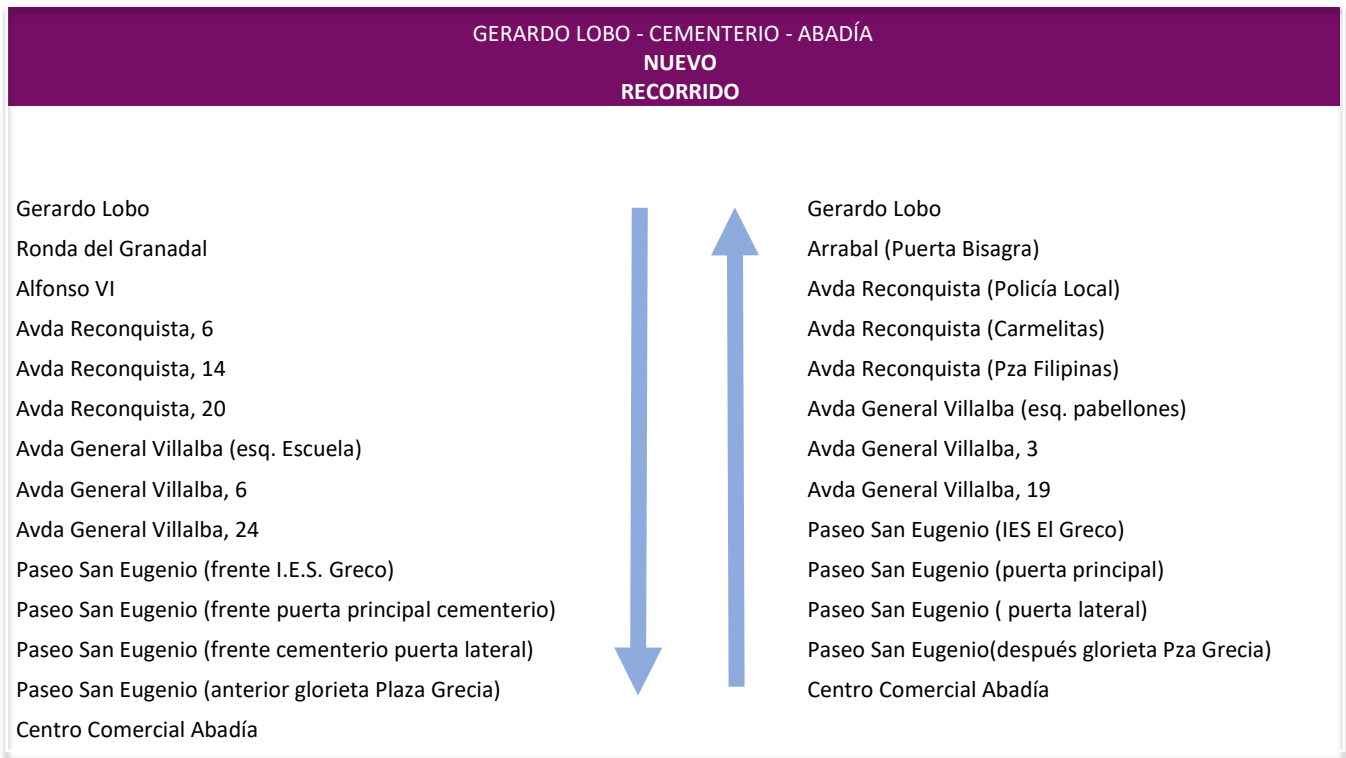 GERARDO LOBO - CEMENTERIO - ABADÍA
NUEVO
RECORRIDO
Gerardo Lobo
Ronda del Granadal
Alfonso VI
Avda Reconquista, 6
Avda Reconquista, 14
Avda Reconquista, 20
Avda General Villalba (esq. Escuela)
Avda General Villalba, 6
Avda General Villalba, 24
Paseo San Eugenio (frente I.E.S. Greco)
Paseo San Eugenio (frente puerta principal cementerio)
Paseo San Eugenio (frente cementerio puerta lateral)
Paseo San Eugenio (anterior glorieta Plaza Grecia)
Centro Comercial Abadía
Gerardo Lobo
Arrabal (Puerta Bisagra)
Avda Reconquista (Policía Local)
Avda Reconquista (Carmelitas)
Avda Reconquista (Pza Filipinas)
Avda General Villalba (esq. pabellones)
Avda General Villalba, 3
Avda General Villalba, 19
Paseo San Eugenio (IES El Greco)
Paseo San Eugenio (puerta principal)
Paseo San Eugenio ( puerta lateral)
Paseo San Eugenio(después glorieta Pza Grecia)
Centro Comercial Abadía